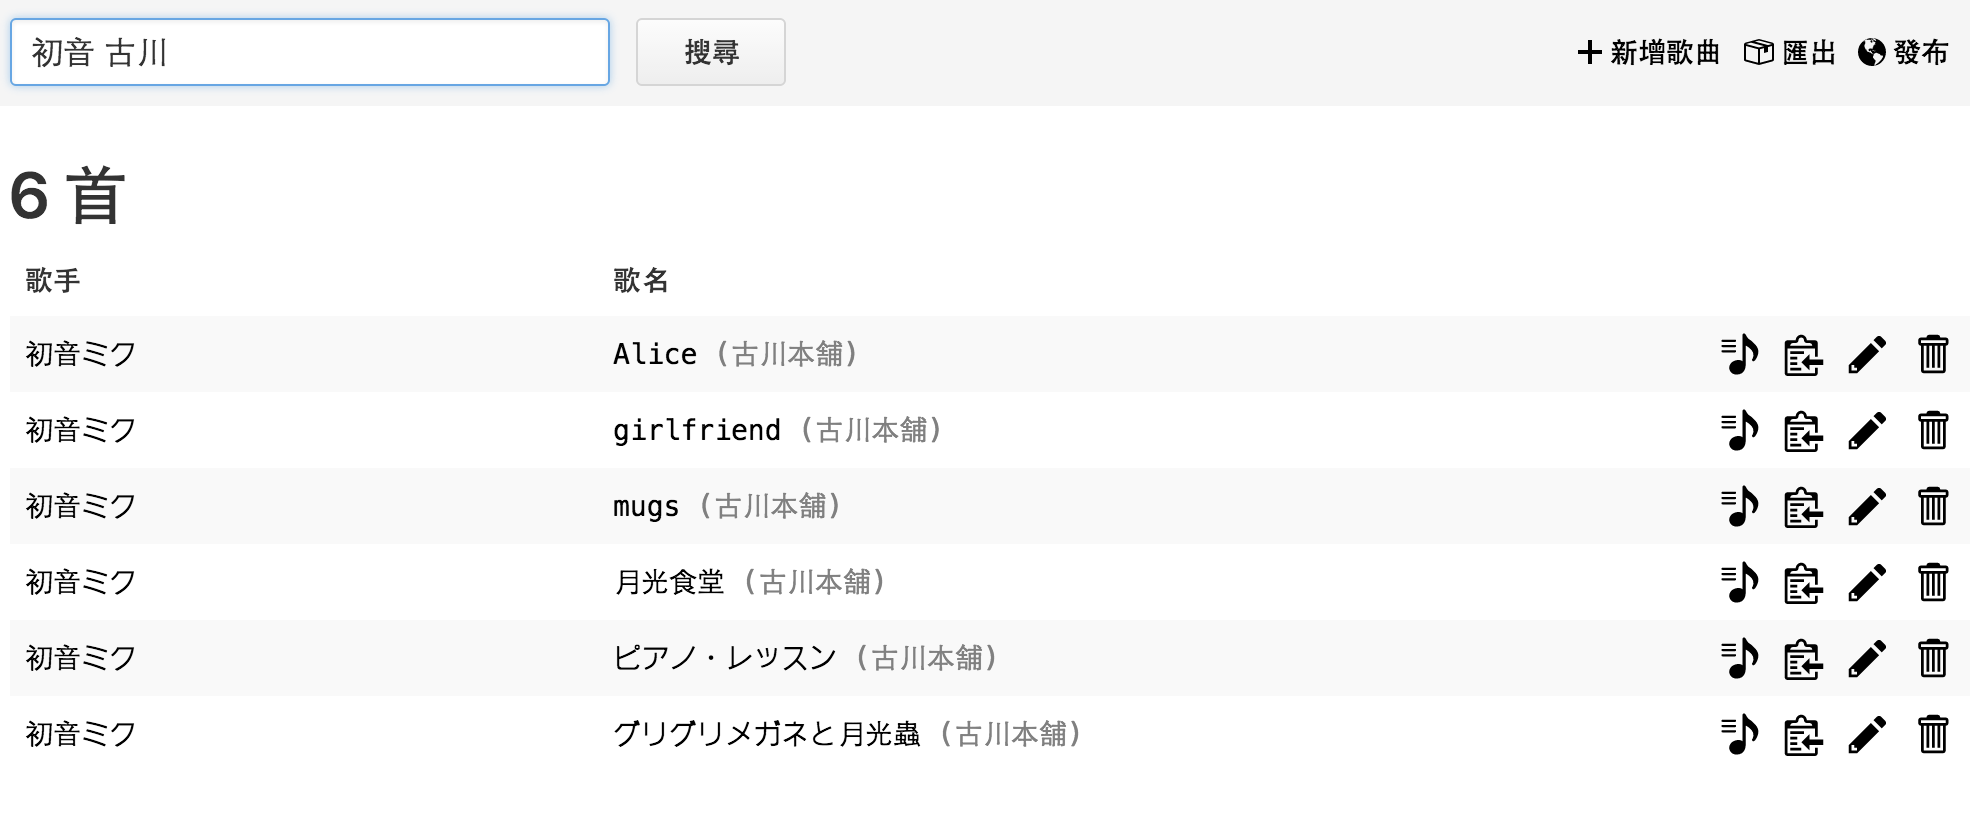 初音 古川 搜尋 新增歌曲 匯出 發布
6 首
歌手 歌名
初音ミク Alice (古川本舗)
初音ミク girlfriend (古川本舗)
初音ミク mugs (古川本舗)
初音ミク 月光食堂 (古川本舗)
初音ミク ピアノ・レッスン (古川本舗)
初音ミク グリグリメガネと月光蟲 (古川本舗)